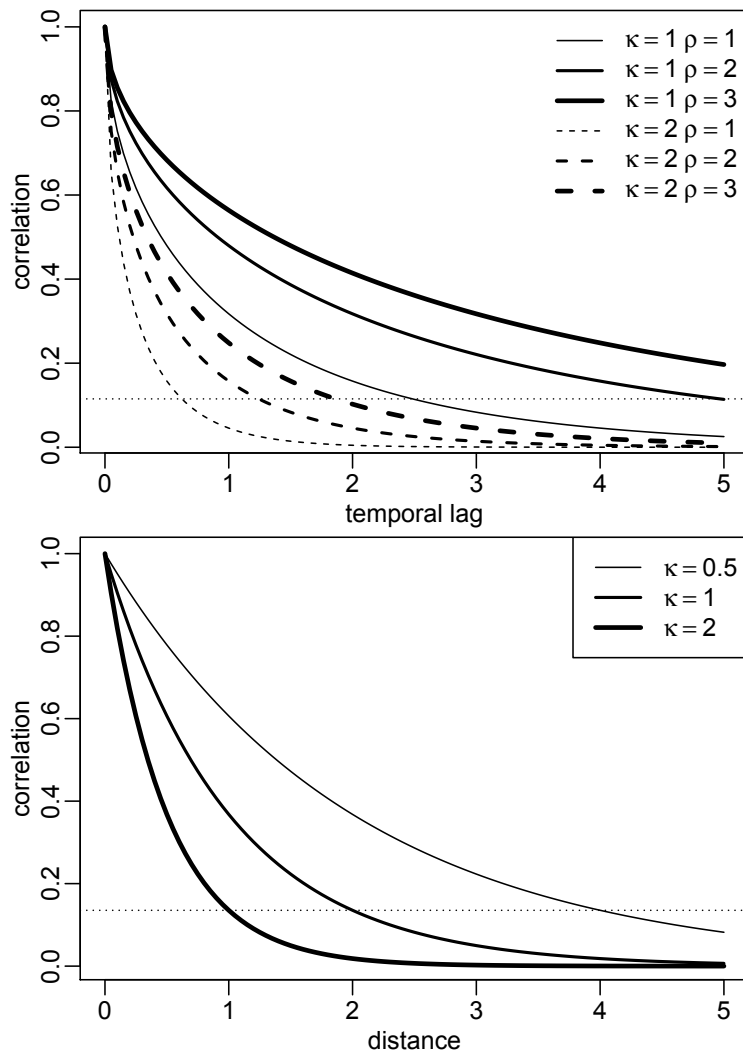 κ = 1 ρ = 1
κ = 1 ρ = 2
κ = 1 ρ = 3
κ = 2 ρ = 1
κ = 2 ρ = 2
κ = 2 ρ = 3
correlation
1.0
0.8
0.6
0.4
0.2
0.0
0 1 2 3 4 5
temporal lag
κ = 0.5
κ = 1
κ = 2
correlation
1.0
0.8
0.6
0.4
0.2
0.0
0 1 2 3 4 5
distance